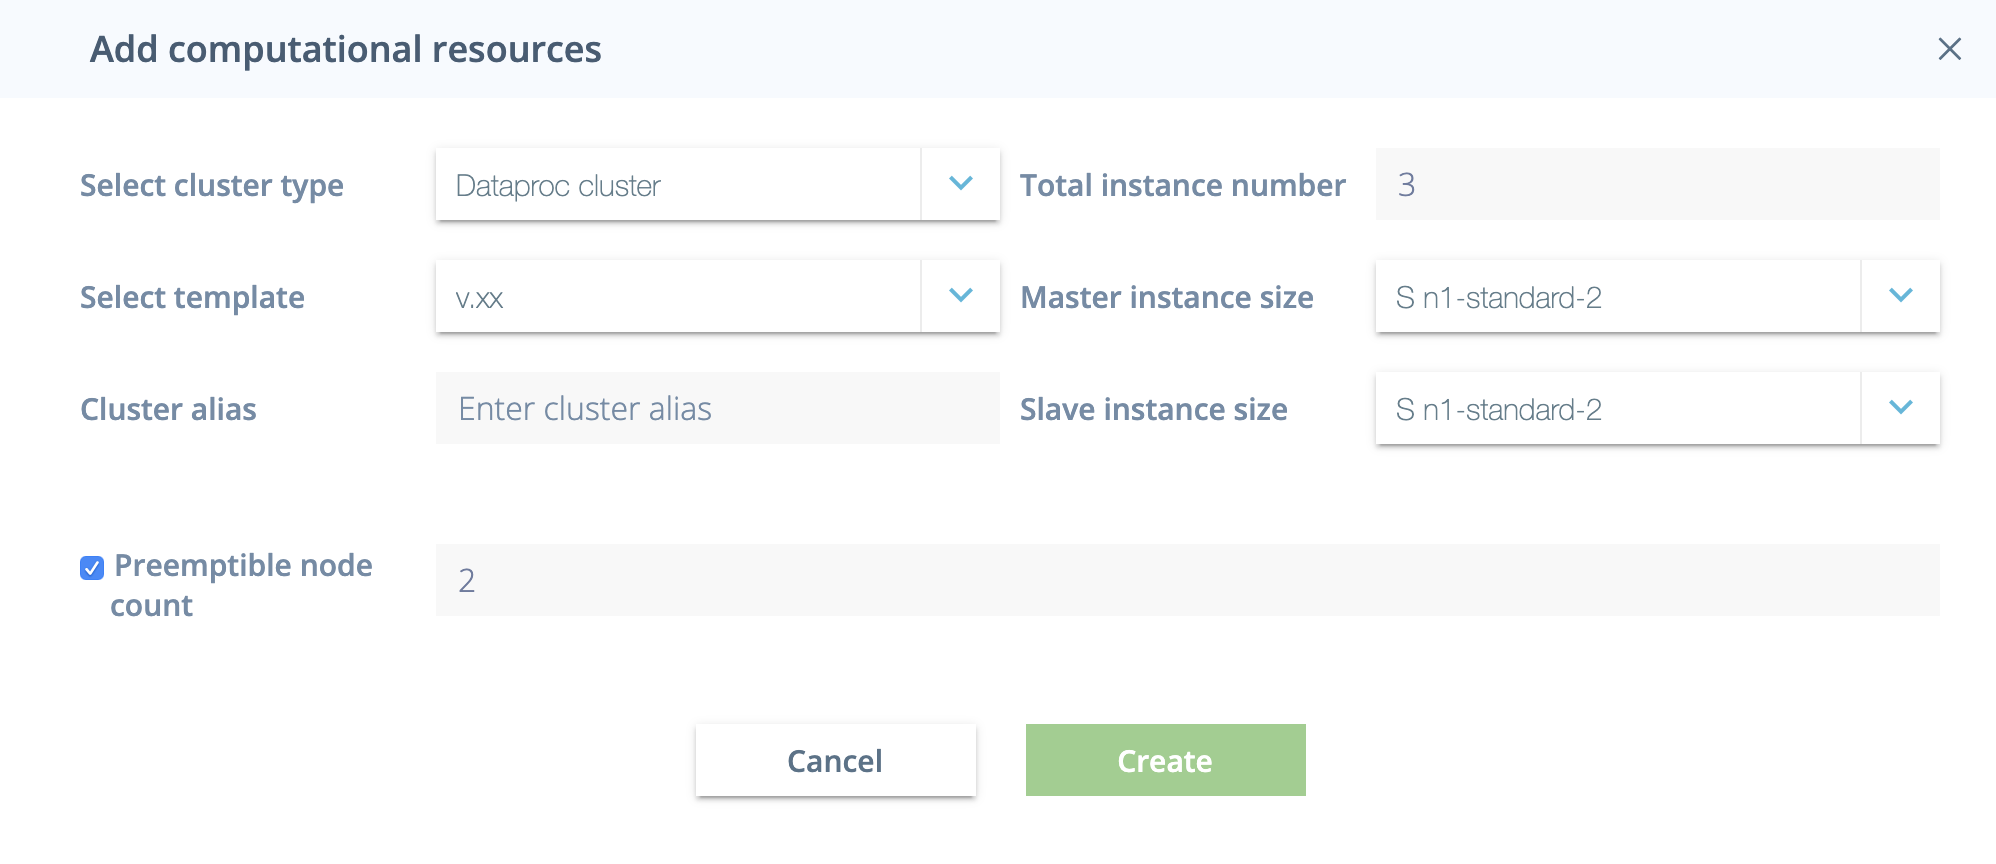 Add computational resources
Select cluster type
Dataproc cluster
Total instance number
3
Select template
v.xx
Master instance size
S n1-standard-2
Cluster alias
Enter cluster alias
Slave instance size
S n1-standard-2
Preemptible node
count
2
Cancel
Create